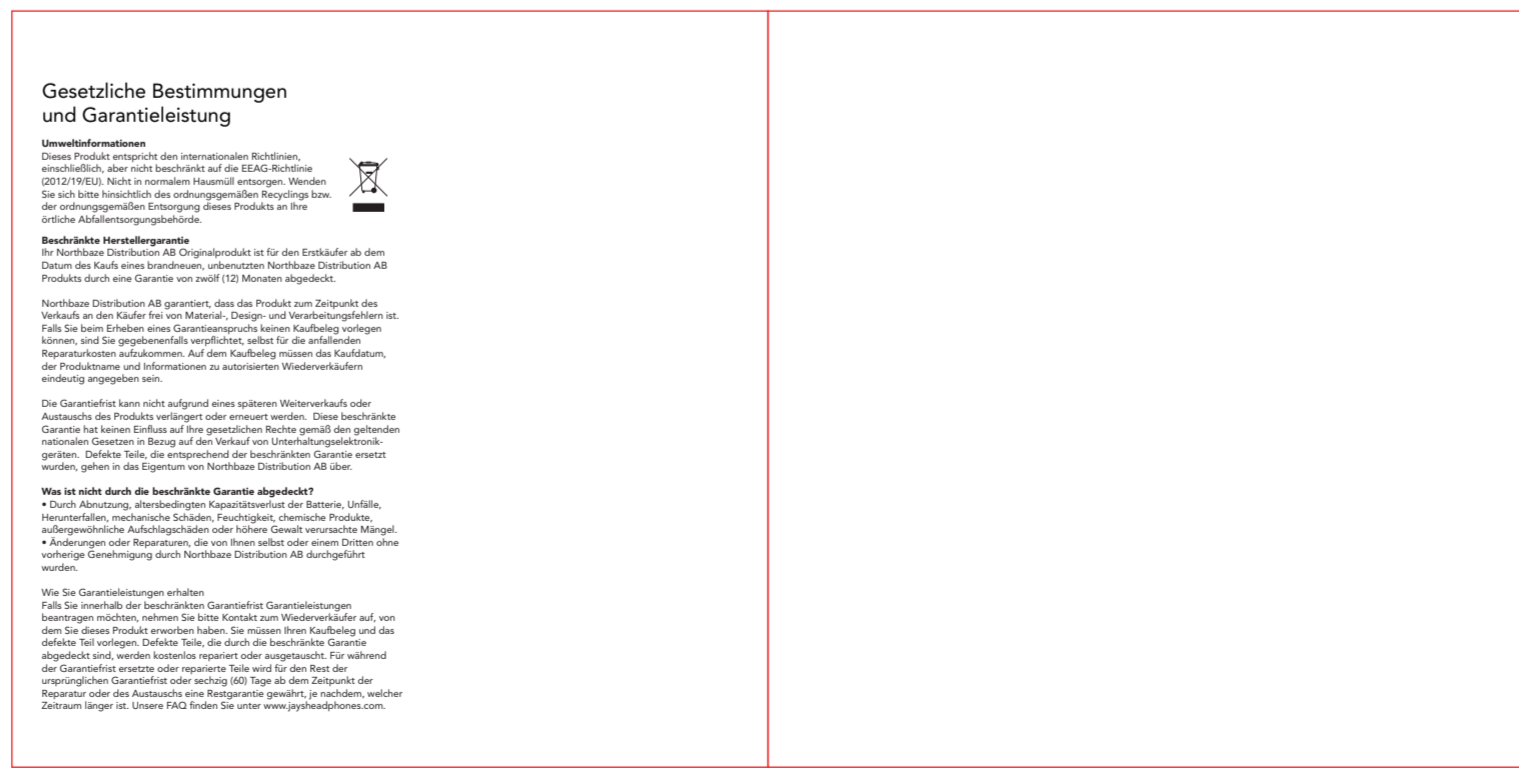 Gesetzliche Bestimmungen
und Garantieleistung
Umweltinformationen
Dieses Produkt entspricht den internationalen Richtlinien,
einschließlich, aber nicht beschränkt auf die EEAG-Richtlinie
(2012/19/EU). Nicht in normalem Hausmüll entsorgen. Wenden
Sie sich bitte hinsichtlich des ordnungsgemäßen Recyclings bzw.
der ordnungsgemäßen Entsorgung dieses Produkts an Ihre
örtliche Abfallentsorgungsbehörde.
Beschränkte Herstellergarantie
Ihr Northbaze Distribution AB Originalprodukt ist für den Erstkäufer ab dem
Datum des Kaufs eines brandneuen, unbenutzten Northbaze Distribution AB
Produkts durch eine Garantie von zwölf (12) Monaten abgedeckt.
Northbaze Distribution AB garantiert, dass das Produkt zum Zeitpunkt des
Verkaufs an den Käufer frei von Material-, Design- und Verarbeitungsfehlern ist.
Falls Sie beim Erheben eines Garantieanspruchs keinen Kaufbeleg vorlegen
können, sind Sie gegebenenfalls verpflichtet, selbst für die anfallenden
Reparaturkosten aufzukommen. Auf dem Kaufbeleg müssen das Kaufdatum,
der Produktname und Informationen zu autorisierten Wiederverkäufern
eindeutig angegeben sein.
Die Garantiefrist kann nicht aufgrund eines späteren Weiterverkaufs oder
Austauschs des Produkts verlängert oder erneuert werden.  Diese beschränkte
Garantie hat keinen Einfluss auf Ihre gesetzlichen Rechte gemäß den geltenden
nationalen Gesetzen in Bezug auf den Verkauf von Unterhaltungselektronik-
geräten.  Defekte Teile, die entsprechend der beschränkten Garantie ersetzt
wurden, gehen in das Eigentum von Northbaze Distribution AB über.
Was ist nicht durch die beschränkte Garantie abgedeckt?
• Durch Abnutzung, altersbedingten Kapazitätsverlust der Batterie, Unfälle,
Herunterfallen, mechanische Schäden, Feuchtigkeit, chemische Produkte,
außergewöhnliche Aufschlagschäden oder höhere Gewalt verursachte Mängel.
• Änderungen oder Reparaturen, die von Ihnen selbst oder einem Dritten ohne
vorherige Genehmigung durch Northbaze Distribution AB durchgeführt
wurden.
Wie Sie Garantieleistungen erhalten
Falls Sie innerhalb der beschränkten Garantiefrist Garantieleistungen
beantragen möchten, nehmen Sie bitte Kontakt zum Wiederverkäufer auf, von
dem Sie dieses Produkt erworben haben. Sie müssen Ihren Kaufbeleg und das
defekte Teil vorlegen. Defekte Teile, die durch die beschränkte Garantie
abgedeckt sind, werden kostenlos repariert oder ausgetauscht. Für während
der Garantiefrist ersetzte oder reparierte Teile wird für den Rest der
ursprünglichen Garantiefrist oder sechzig (60) Tage ab dem Zeitpunkt der
Reparatur oder des Austauschs eine Restgarantie gewährt, je nachdem, welcher
Zeitraum länger ist. Unsere FAQ finden Sie unter www.jaysheadphones.com.